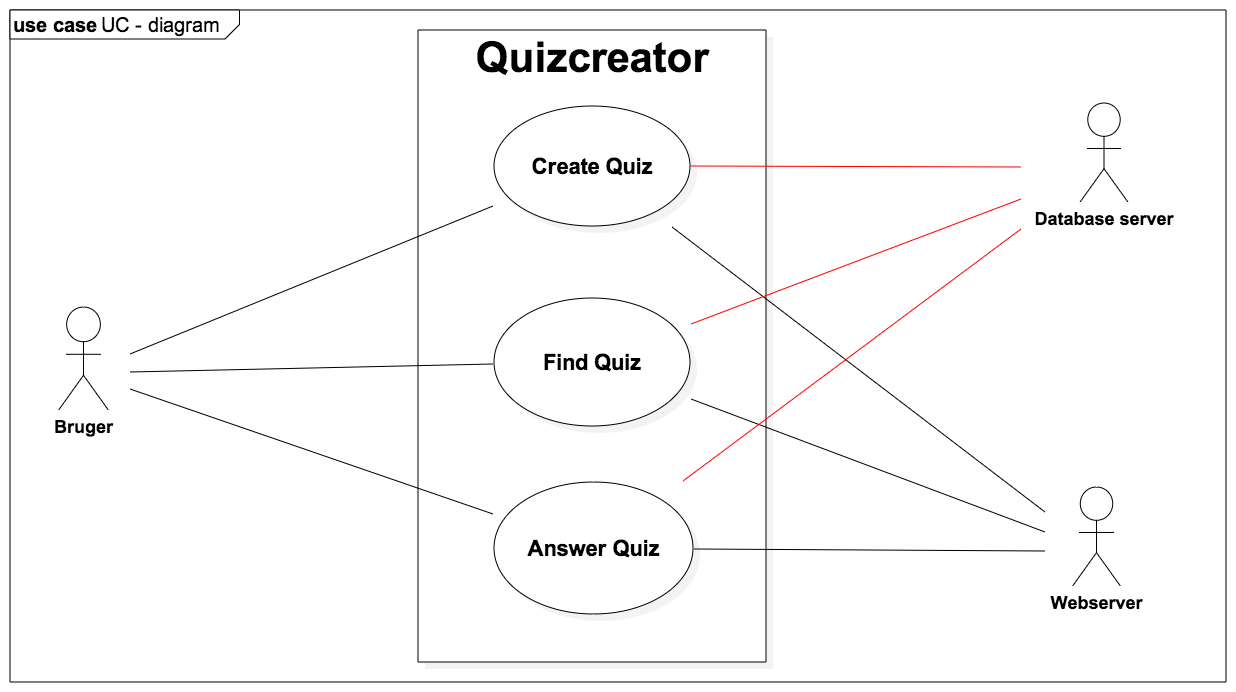 use case UC - diagram
Quizcreator
Create Quiz
Database server
Find Quiz
Bruger
Answer Quiz
Webserver